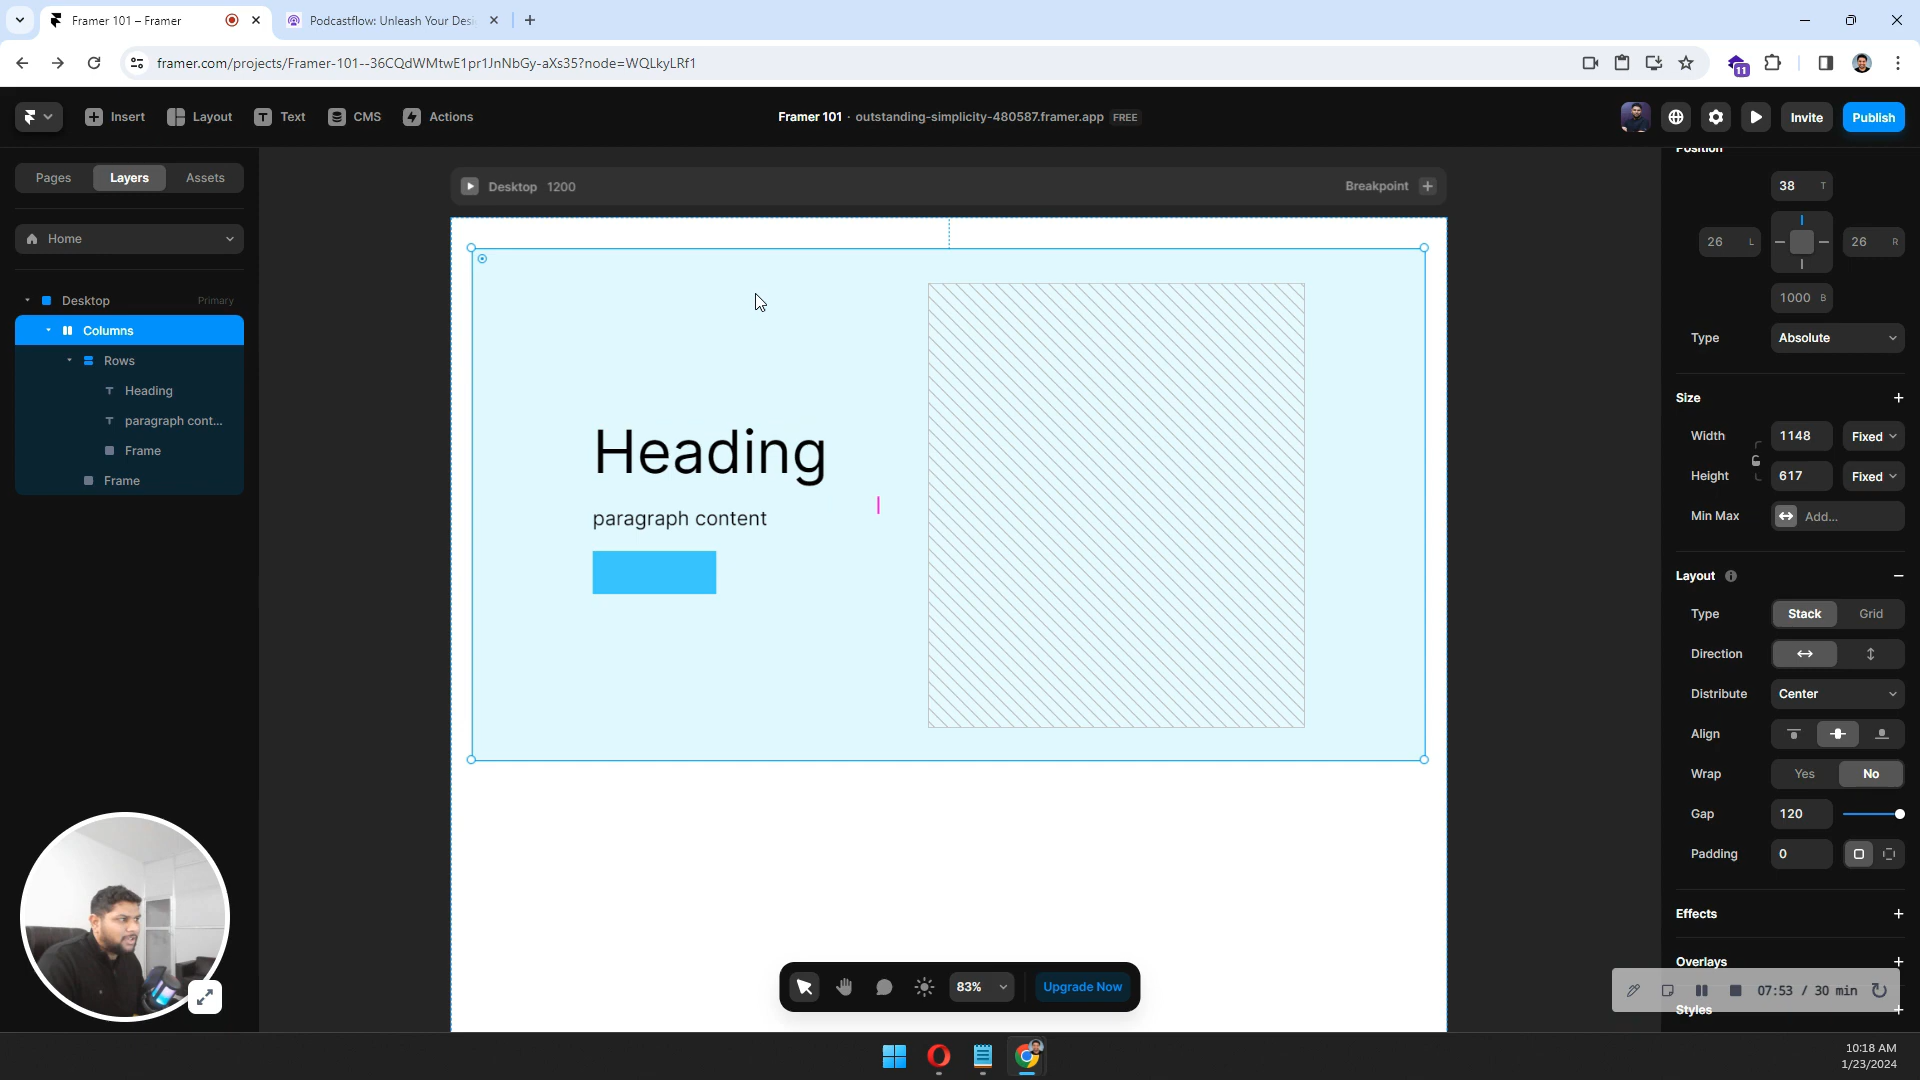 Framer 101 – Framer
Podcastflow: Unleash Your Desi
framer.com/projects/Framer-101--36CQdWMtwE1pr1JnNbGy-aXs35?node=WQLkyLRf1
11
Insert
Layout
Text
CMS
Actions
Framer 101 · outstanding-simplicity-480587.framer.app FREE
Invite
Publish
Pages
Layers
Assets
Home
Desktop
Primary
Columns
Rows
Heading
paragraph cont...
Frame
Frame
Desktop 1200
Breakpoint
Heading
paragraph content
Position
38 T
26 L
26 R
1000 B
Type
Absolute
Size
Width
1148
Fixed
Height
617
Fixed
Min Max
Add...
Layout
Type
Stack
Grid
Direction
Distribute
Center
Align
Wrap
Yes
No
Gap
120
Padding
0
Effects
Overlays
Styles
83%
Upgrade Now
07:53 / 30 min
10:18 AM
1/23/2024